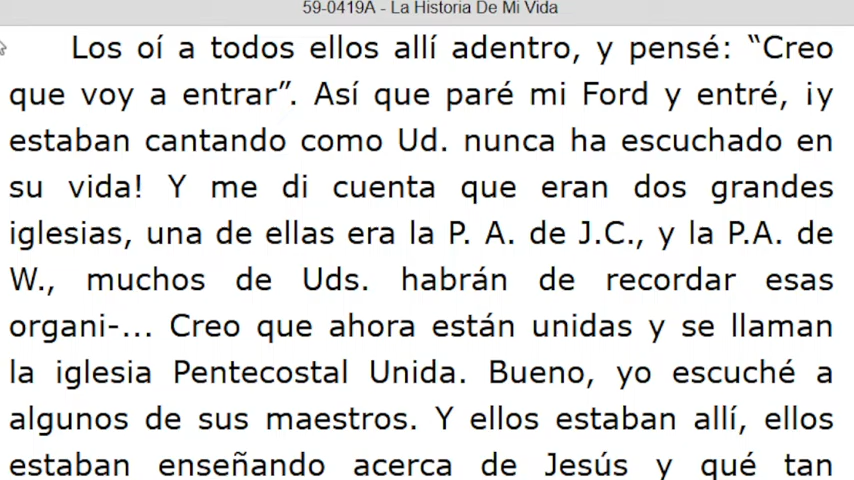 59-0419A - La Historia De Mi Vida
Los oí a todos ellos allí adentro, y pensé: “Creo
que voy a entrar”. Así que paré mi Ford y entré, ¡y
estaban cantando como Ud. nunca ha escuchado en
su vida! Y me di cuenta que eran dos grandes
iglesias, una de ellas era la P. A. de J.C., y la P.A. de
W., muchos de Uds. habrán de recordar esas
organi-... Creo que ahora están unidas y se llaman
la iglesia Pentecostal Unida. Bueno, yo escuché a
algunos de sus maestros. Y ellos estaban allí, ellos
estaban enseñando acerca de Jesús y qué tan